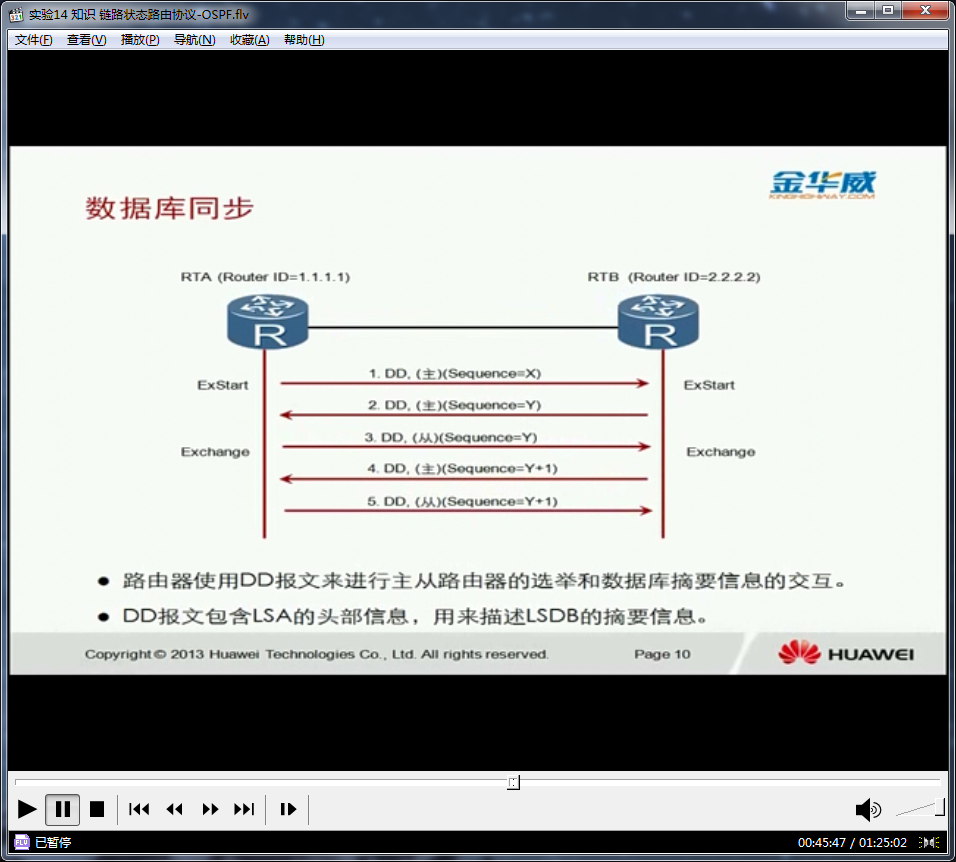 实验14 知识 链路状态路由协议-OSPF.flv
文件(F) 查看(V) 播放(P) 导航(N) 收藏(A) 帮助(H)
金华威
KINGHIGHWAY.COM
数据库同步
RTA (Router ID=1.1.1.1)
RTB (Router ID=2.2.2.2)
R
R
1. DD, (主)(Sequence=X)
ExStart
ExStart
2. DD, (主)(Sequence=Y)
3. DD, (从)(Sequence=Y)
Exchange
Exchange
4. DD, (主)(Sequence=Y+1)
5. DD, (从)(Sequence=Y+1)
● 路由器使用DD报文来进行主从路由器的选举和数据库摘要信息的交互。
● DD报文包含LSA的头部信息，用来描述LSDB的摘要信息。
Copyright © 2013 Huawei Technologies Co., Ltd. All rights reserved.
Page 10
HUAWEI
FLV 已暂停
00:45:47 / 01:25:02